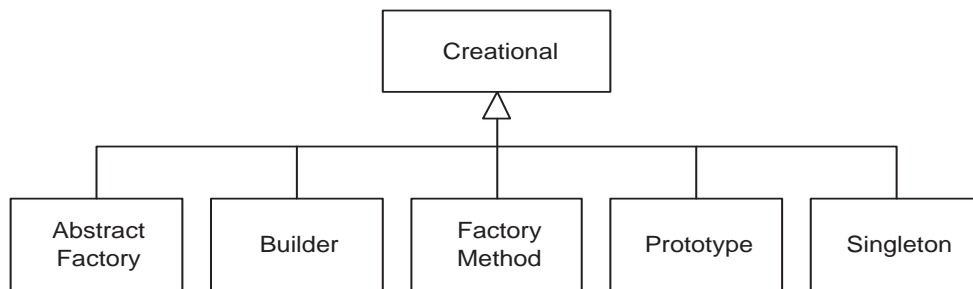 Creational
Abstract
Factory
Builder
Factory
Method
Prototype
Singleton